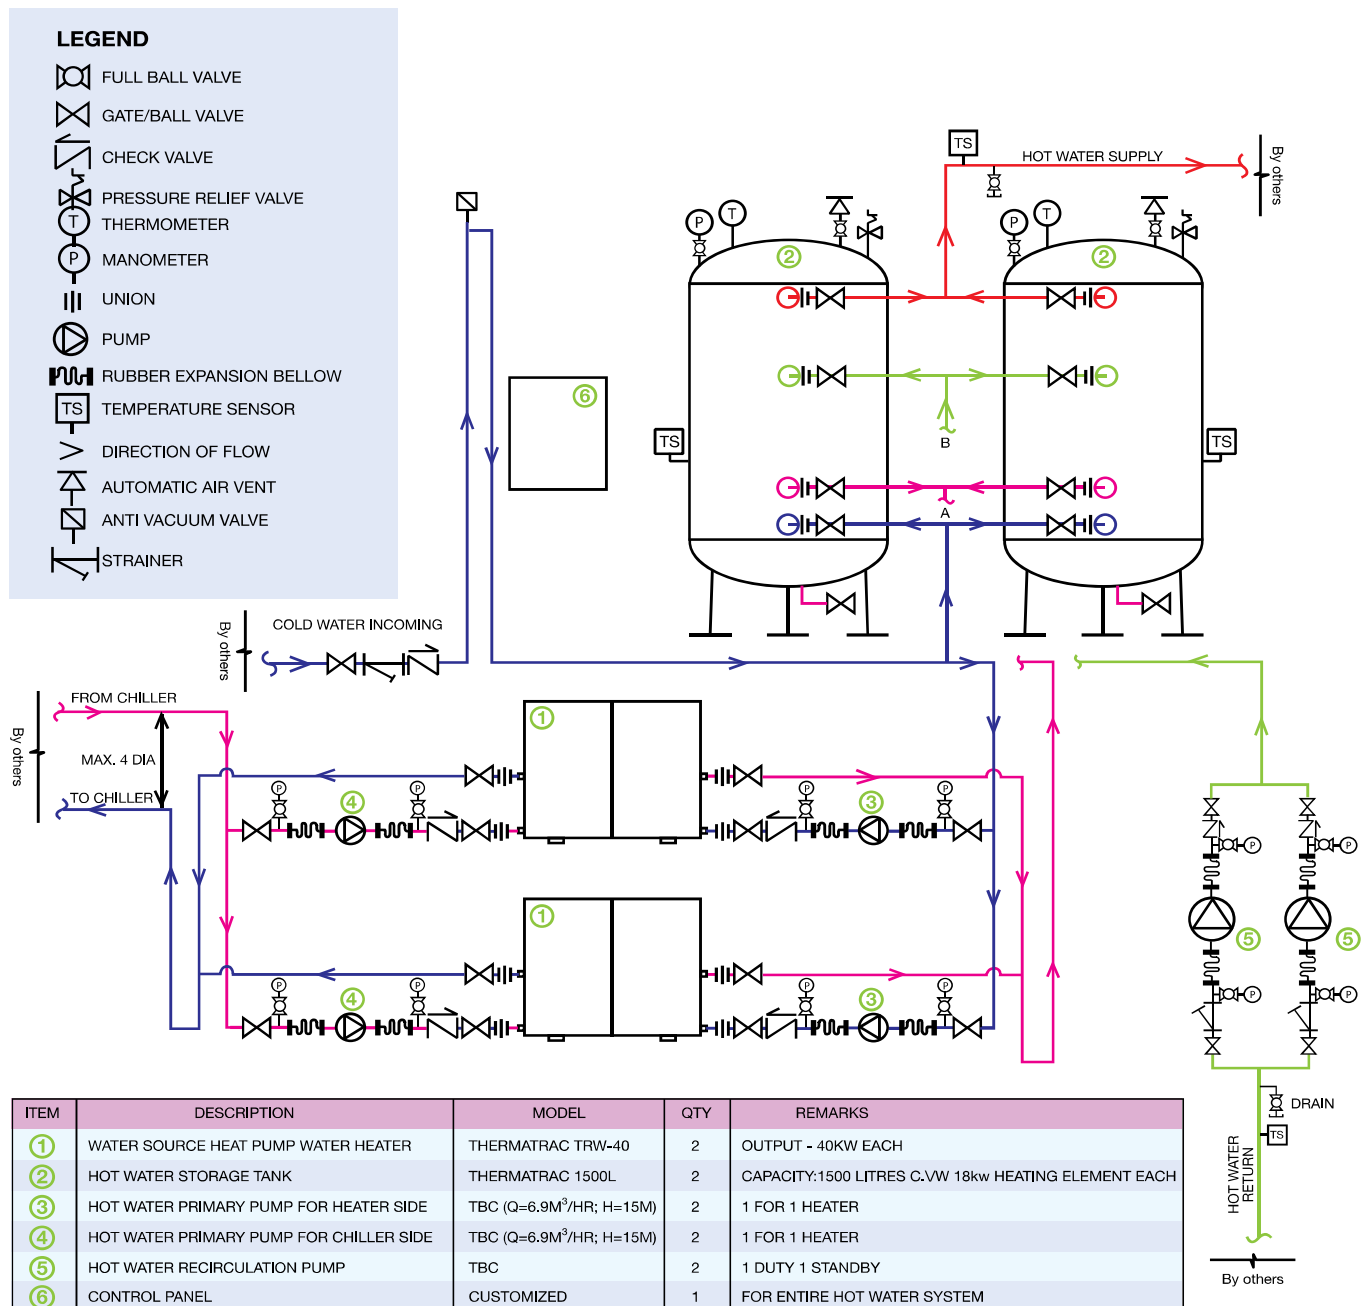 LEGEND
FULL BALL VALVE
GATE/BALL VALVE
CHECK VALVE
PRESSURE RELIEF VALVE
T THERMOMETER
P MANOMETER
UNION
PUMP
RUBBER EXPANSION BELLOW
TS TEMPERATURE SENSOR
DIRECTION OF FLOW
AUTOMATIC AIR VENT
ANTI VACUUM VALVE
STRAINER
TS
HOT WATER SUPPLY
By others
P
T
P
T
2
2
6
B
TS
TS
A
By others
COLD WATER INCOMING
By others
FROM CHILLER
MAX. 4 DIA
TO CHILLER
1
P
4
P
P
3
P
1
P
4
P
P
3
P
P
P
5
5
P
P
DRAIN
TS
HOT WATER
RETURN
By others
ITEM DESCRIPTION MODEL QTY REMARKS
1 WATER SOURCE HEAT PUMP WATER HEATER THERMATRAC TRW-40 2 OUTPUT - 40KW EACH
2 HOT WATER STORAGE TANK THERMATRAC 1500L 2 CAPACITY:1500 LITRES C.\/W 18kw HEATING ELEMENT EACH
3 HOT WATER PRIMARY PUMP FOR HEATER SIDE TBC (Q=6.9M³/HR; H=15M) 2 1 FOR 1 HEATER
4 HOT WATER PRIMARY PUMP FOR CHILLER SIDE TBC (Q=6.9M³/HR; H=15M) 2 1 FOR 1 HEATER
5 HOT WATER RECIRCULATION PUMP TBC 2 1 DUTY 1 STANDBY
6 CONTROL PANEL CUSTOMIZED 1 FOR ENTIRE HOT WATER SYSTEM